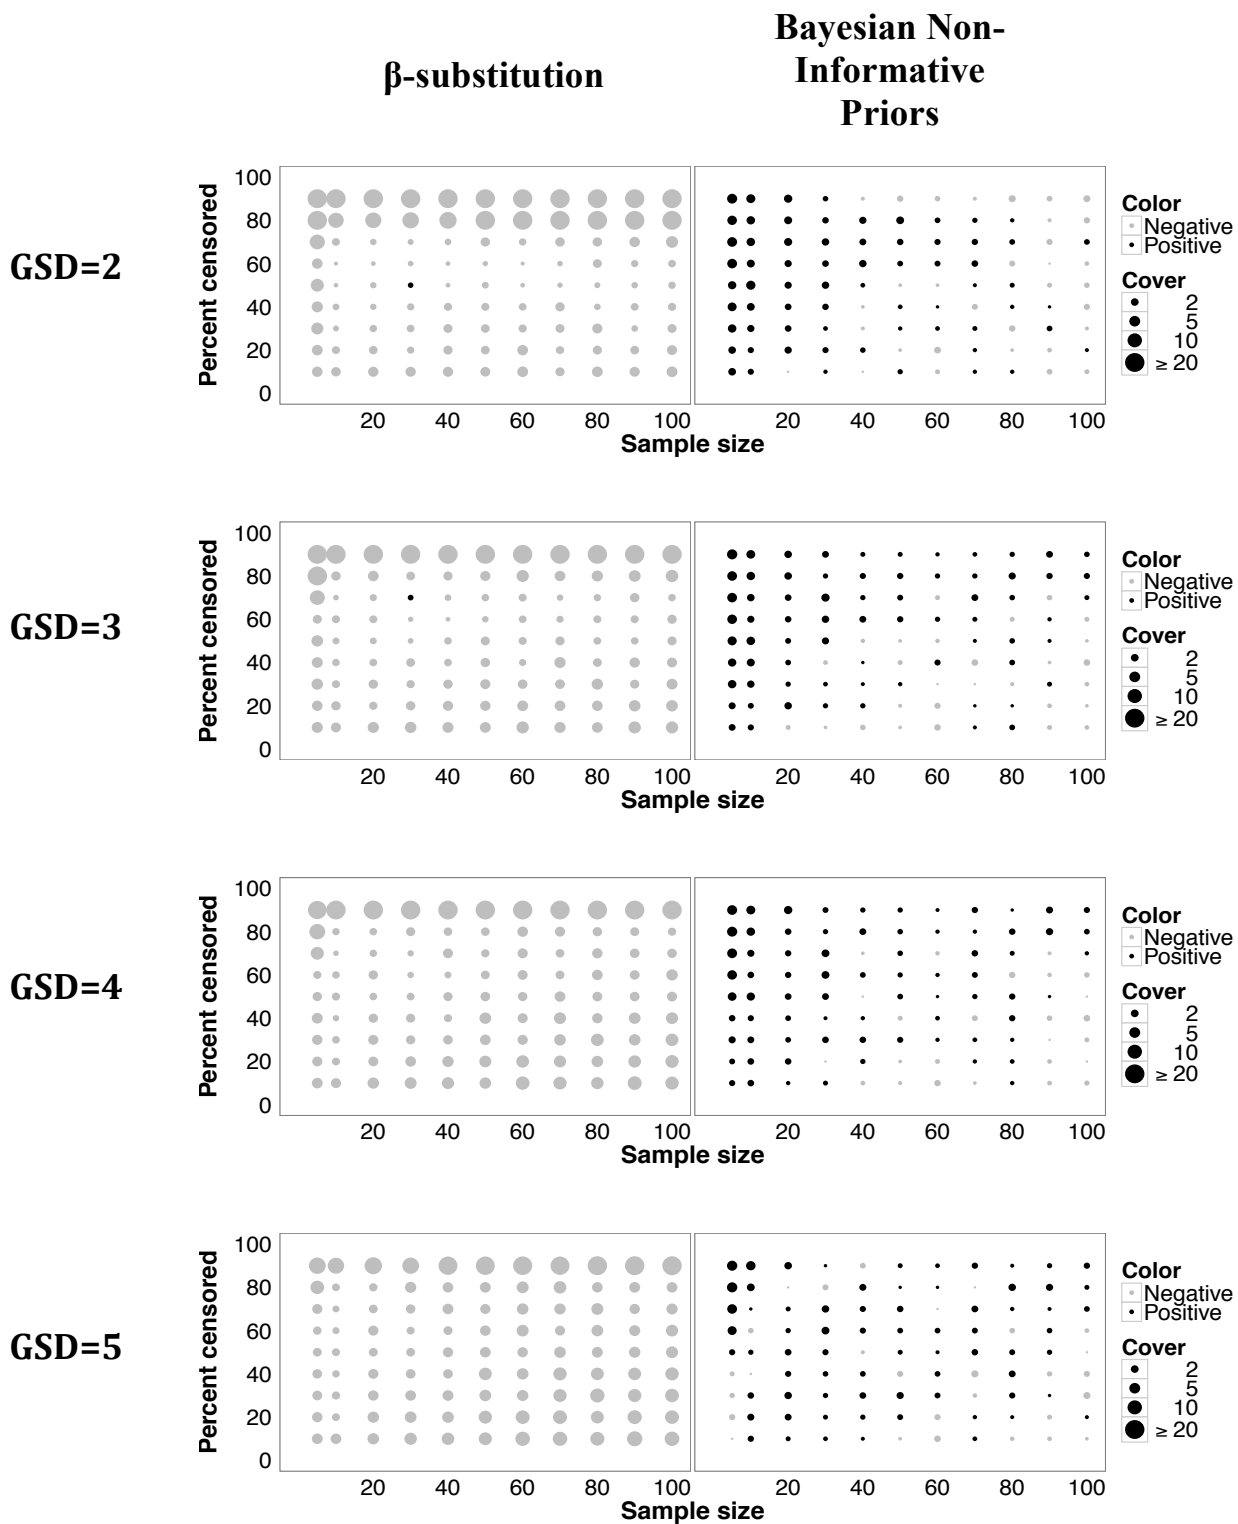 β-substitution
Bayesian Non-
Informative
Priors
GSD=2
Percent censored
100
80
60
40
20
0
20 40 60 80 100
20 40 60 80 100
Sample size
Color
Negative
Positive
Cover
2
5
10
≥ 20
GSD=3
Percent censored
100
80
60
40
20
0
20 40 60 80 100
20 40 60 80 100
Sample size
Color
Negative
Positive
Cover
2
5
10
≥ 20
GSD=4
Percent censored
100
80
60
40
20
0
20 40 60 80 100
20 40 60 80 100
Sample size
Color
Negative
Positive
Cover
2
5
10
≥ 20
GSD=5
Percent censored
100
80
60
40
20
0
20 40 60 80 100
20 40 60 80 100
Sample size
Color
Negative
Positive
Cover
2
5
10
≥ 20